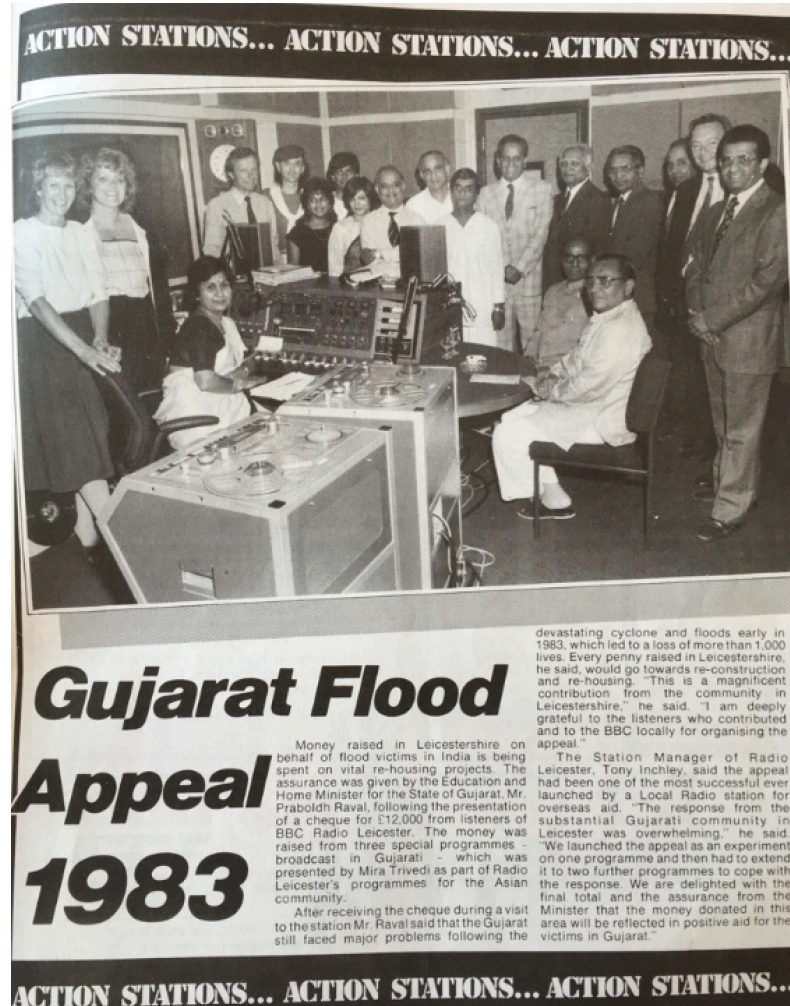 ACTION STATIONS... ACTION STATIONS... ACTION STATIONS...
Gujarat Flood
Appeal
1983
Money raised in Leicestershire on
behalf of flood victims in India is being
spent on vital re-housing projects. The
assurance was given by the Education and
Home Minister for the State of Gujarat, Mr.
Praboldh Raval, following the presentation
of a cheque for £12,000 from listeners of
BBC Radio Leicester. The money was
raised from three special programmes -
broadcast in Gujarati - which was
presented by Mira Trivedi as part of Radio
Leicester's programmes for the Asian
community.
After receiving the cheque during a visit
to the station Mr. Raval said that the Gujarat
still faced major problems following the
devastating cyclone and floods early in
1983, which led to a loss of more than 1,000
lives. Every penny raised in Leicestershire,
he said, would go towards re-construction
and re-housing. "This is a magnificent
contribution from the community in
Leicestershire," he said. "I am deeply
grateful to the listeners who contributed
and to the BBC locally for organising the
appeal."
The Station Manager of Radio
Leicester, Tony Inchley, said the appeal
had been one of the most successful ever
launched by a Local Radio station for
overseas aid. "The response from the
substantial Gujarati community in
Leicester was overwhelming," he said.
"We launched the appeal as an experiment
on one programme and then had to extend
it to two further programmes to cope with
the response. We are delighted with the
final total and the assurance from the
Minister that the money donated in this
area will be reflected in positive aid for the
victims in Gujarat."
ACTION STATIONS... ACTION STATIONS... ACTION STATIONS...